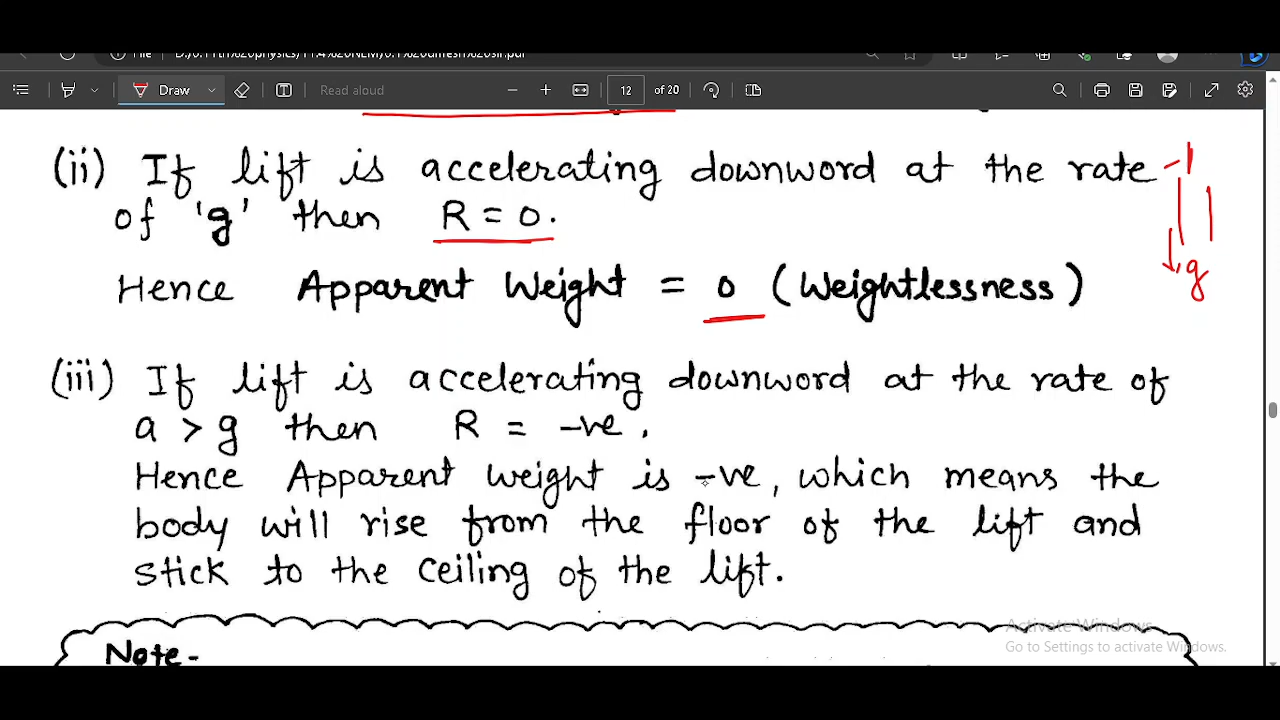 File
Draw
Read aloud
12 of 20
(ii) If lift is accelerating downword at the rate
of 'g' then R = 0.
g
Hence Apparent Weight = 0 (Weightlessness)
(iii) If lift is accelerating downword at the rate of
a > g then R = -ve.
Hence Apparent weight is -ve, which means the
body will rise from the floor of the lift and
stick to the ceiling of the lift.
Activate Windows
Go to Settings to activate Windows.
Note-